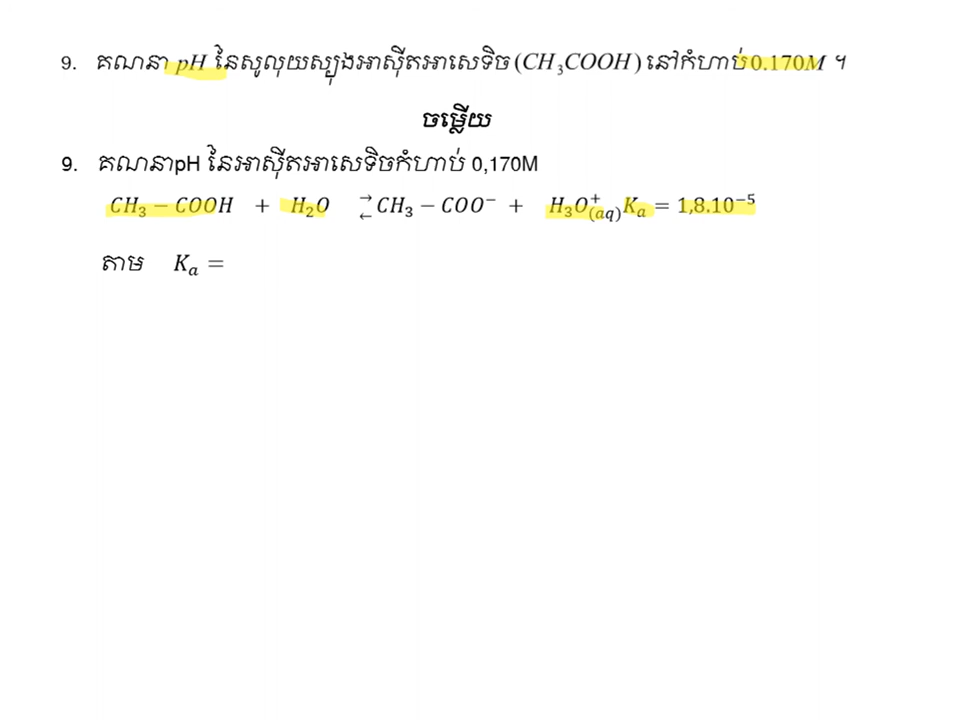 9. គណនា pH នៃសូលុយស្យុងអាស៊ីតអាសេទិច (CH₃COOH) នៅកំហាប់ 0.170M ។
ចម្លើយ
9. គណនាpH នៃអាស៊ីតអាសេទិចកំហាប់ 0,170M
CH₃ − COOH + H₂O ⇄ CH₃ − COO⁻ + H₃O⁺(aq) Kₐ = 1,8.10⁻⁵
តាម Kₐ =